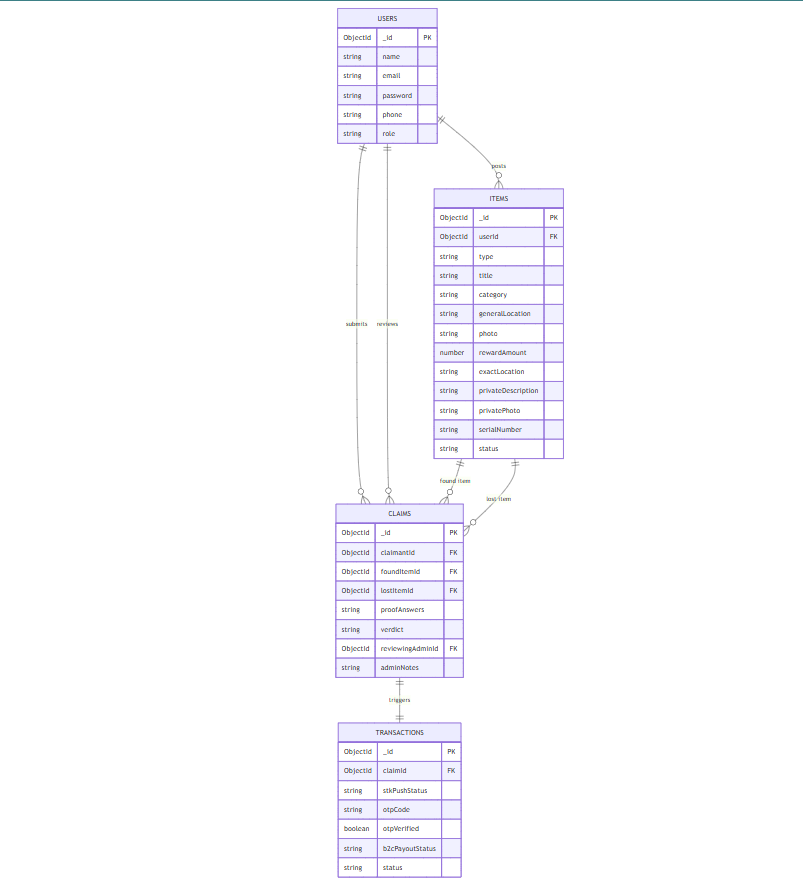 USERS
ObjectId _id PK
string name
string email
string password
string phone
string role
posts
ITEMS
ObjectId _id PK
ObjectId userId FK
string type
string title
string category
string generalLocation
string photo
number rewardAmount
string exactLocation
string privateDescription
string privatePhoto
string serialNumber
string status
submits reviews
found item
lost item
CLAIMS
ObjectId _id PK
ObjectId claimantId FK
ObjectId foundItemId FK
ObjectId lostItemId FK
string proofAnswers
string verdict
ObjectId reviewingAdminId FK
string adminNotes
triggers
TRANSACTIONS
ObjectId _id PK
ObjectId claimId FK
string stkPushStatus
string otpCode
boolean otpVerified
string b2cPayoutStatus
string status